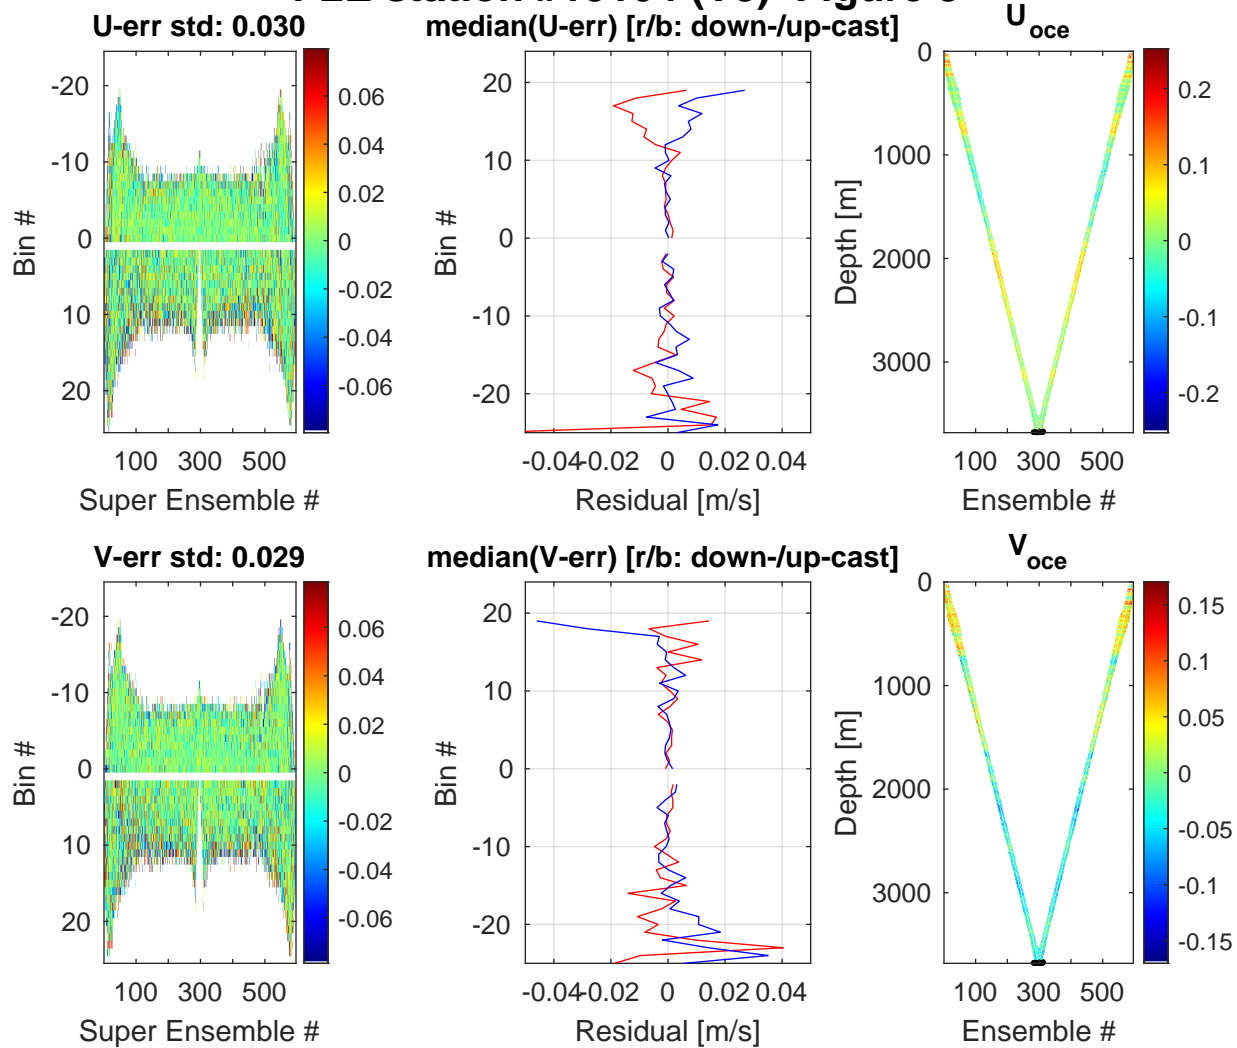 U-err std: 0.030
median(U-err) [r/b: down-/up-cast]
U oce
-20
-10
0
10
20
Bin #
100 300 500
Super Ensemble #
0.06
0.04
0.02
0
-0.02
-0.04
-0.06
20
10
0
-10
-20
Bin #
-0.04 -0.02 0 0.02 0.04
Residual [m/s]
0
1000
2000
3000
Depth [m]
100 300 500
Ensemble #
0.2
0.1
0
-0.1
-0.2
V-err std: 0.029
median(V-err) [r/b: down-/up-cast]
V oce
-20
-10
0
10
20
Bin #
100 300 500
Super Ensemble #
0.06
0.04
0.02
0
-0.02
-0.04
-0.06
20
10
0
-10
-20
Bin #
-0.04 -0.02 0 0.02 0.04
Residual [m/s]
0
1000
2000
3000
Depth [m]
100 300 500
Ensemble #
0.15
0.1
0.05
0
-0.05
-0.1
-0.15